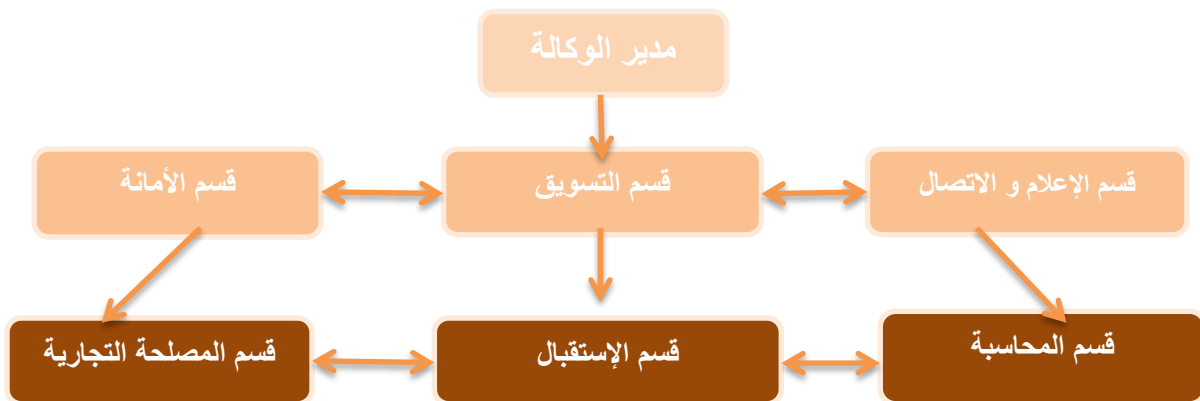 مدير الوكالة
قسم الإعلام و الاتصال
قسم التسويق
قسم الأمانة
قسم المحاسبة
قسم الإستقبال
قسم المصلحة التجارية